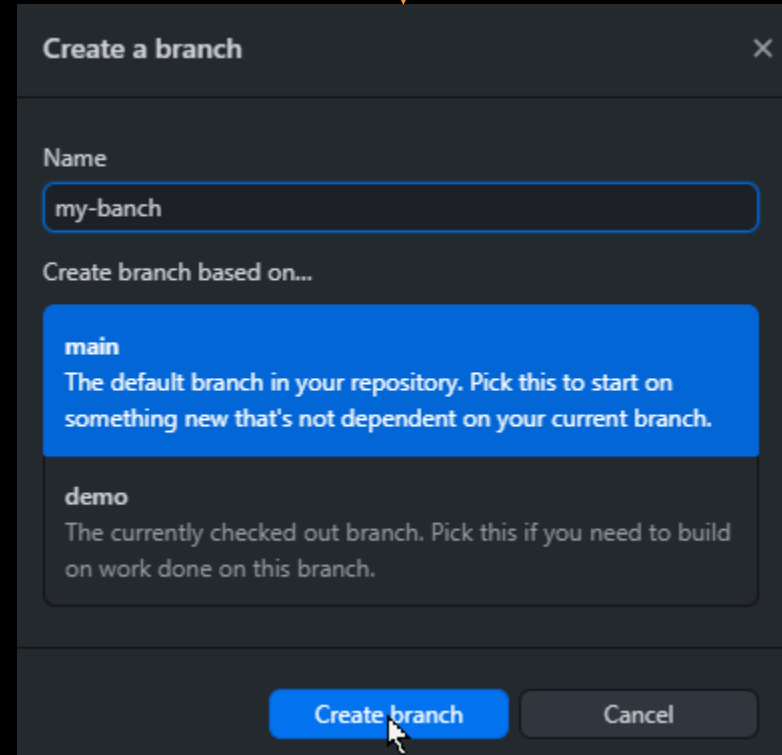 Create a branch
Name
my-banch
Create branch based on...
main
The default branch in your repository. Pick this to start on
something new that's not dependent on your current branch.
demo
The currently checked out branch. Pick this if you need to build
on work done on this branch.
Create branch
Cancel